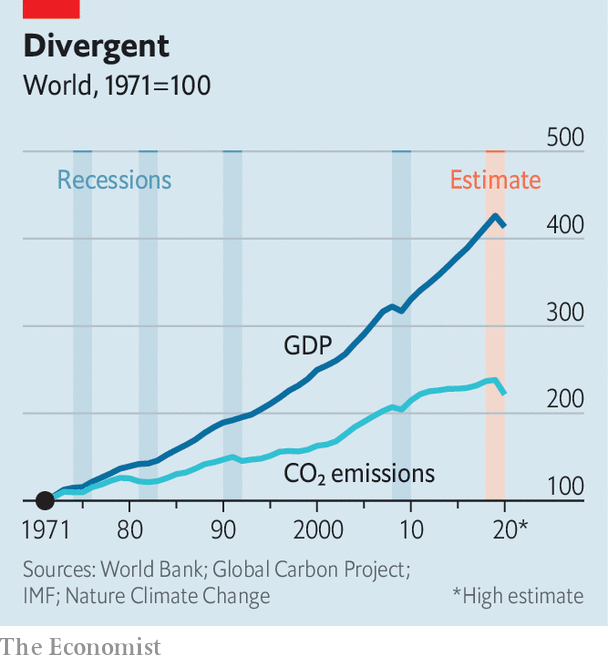 Divergent
World, 1971=100
500
Recessions
Estimate
400
300
GDP
200
CO₂ emissions
100
1971 80 90 2000 10 20*
Sources: World Bank; Global Carbon Project;
IMF; Nature Climate Change *High estimate
The Economist